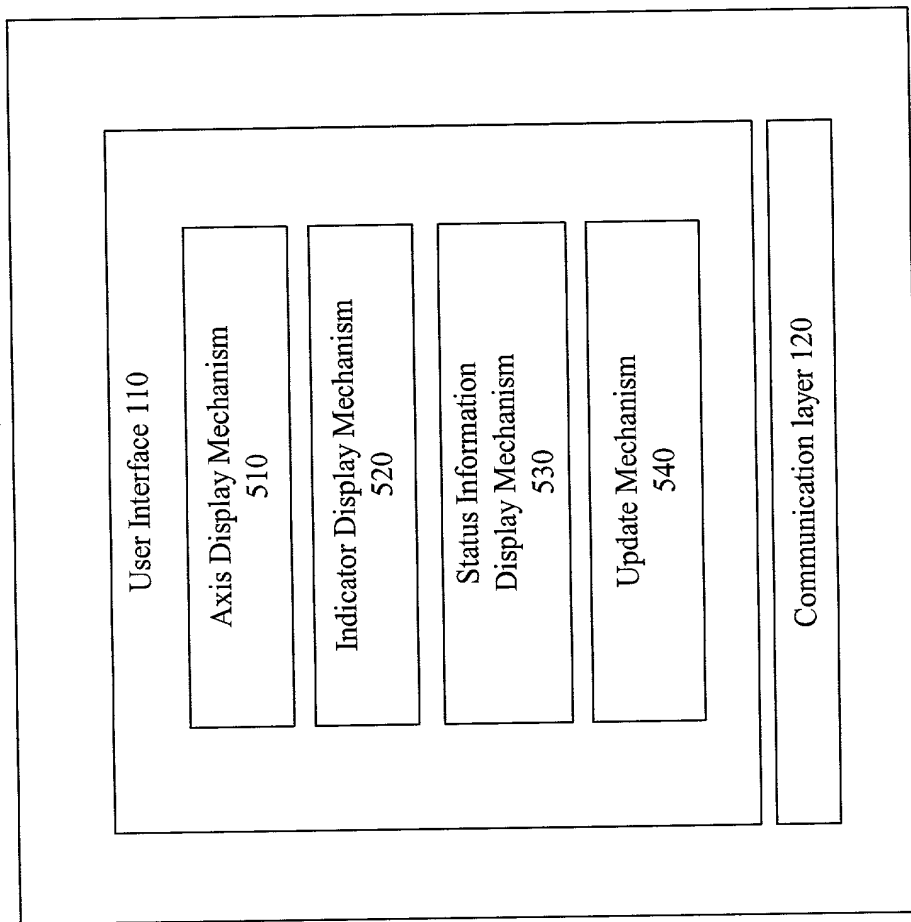 User Interface 110
Axis Display Mechanism
510
Indicator Display Mechanism
520
Status Information
Display Mechanism
530
Update Mechanism
540
Communication layer 120